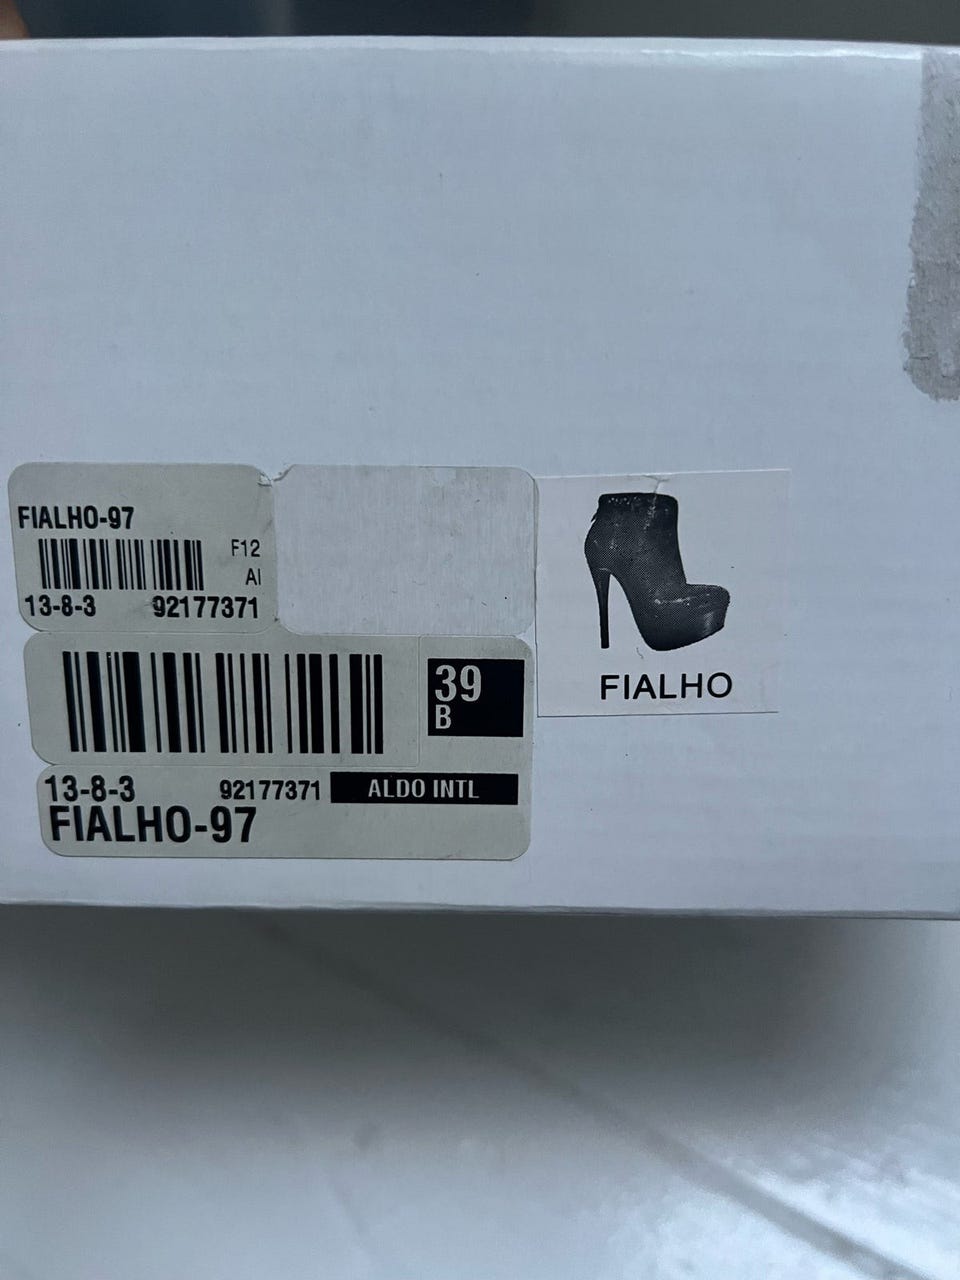 FIALHO-97
F12
AI
13-8-3 92177371
39
B
13-8-3 92177371 ALDO INTL
FIALHO-97
FIALHO